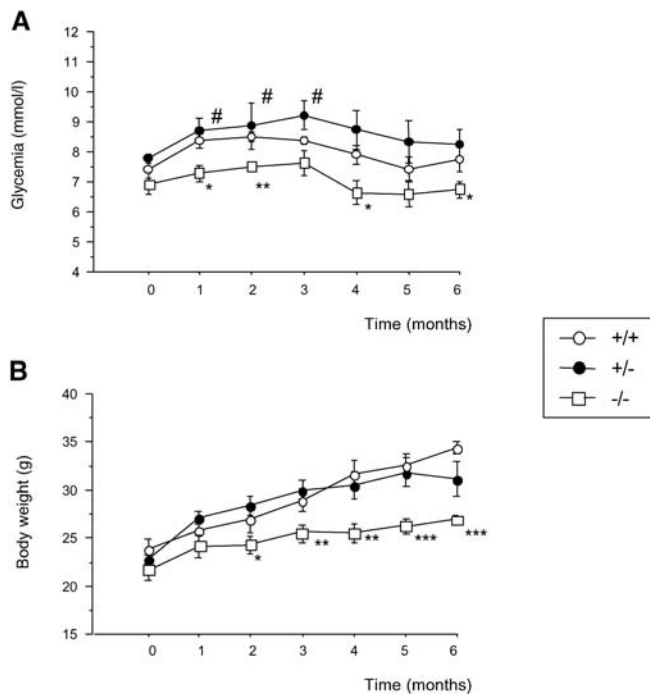 A
Glycemia (mmol/l)
12
11
10
9
8
7
6
5
4
# # #
* ** * *
0 1 2 3 4 5 6
Time (months)
+/+
+/-
-/-
B
Body weight (g)
40
35
30
25
20
15
* ** ** *** ***
0 1 2 3 4 5 6
Time (months)